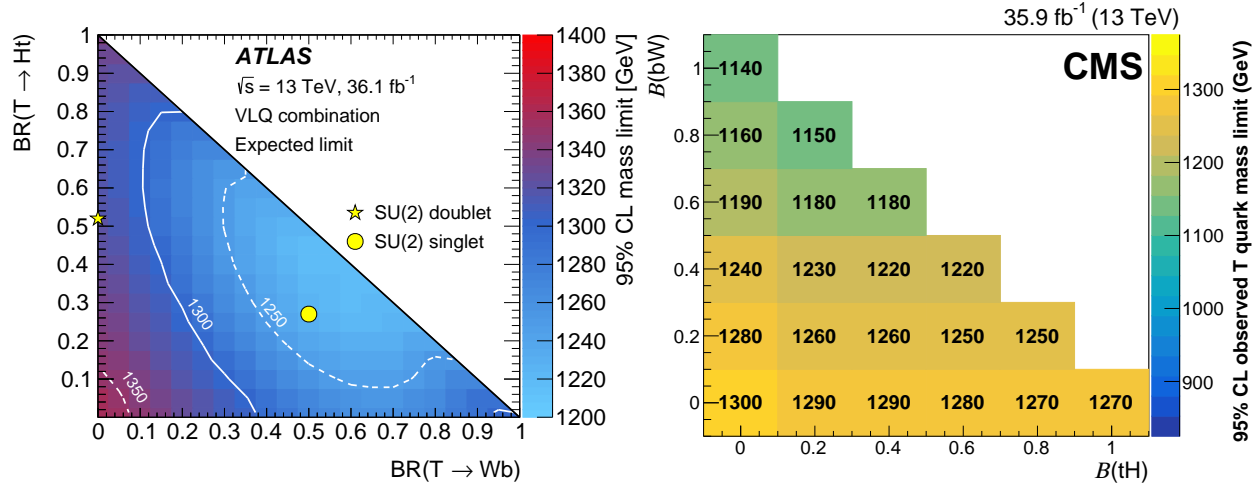 ATLAS
√s = 13 TeV, 36.1 fb⁻¹
VLQ combination
Expected limit
SU(2) doublet
SU(2) singlet
1300
1250
1350
BR(T → Ht)
1
0.9
0.8
0.7
0.6
0.5
0.4
0.3
0.2
0.1
0 0.1 0.2 0.3 0.4 0.5 0.6 0.7 0.8 0.9 1
BR(T → Wb)
1400
1380
1360
1340
1320
1300
1280
1260
1240
1220
1200
95% CL mass limit [GeV]
35.9 fb⁻¹ (13 TeV)
CMS
B(bW)
1
0.8
0.6
0.4
0.2
0
1140
1160 1150
1190 1180 1180
1240 1230 1220 1220
1280 1260 1260 1250 1250
1300 1290 1290 1280 1270 1270
0 0.2 0.4 0.6 0.8 1
B(tH)
1300
1200
1100
1000
900
95% CL observed T quark mass limit (GeV)